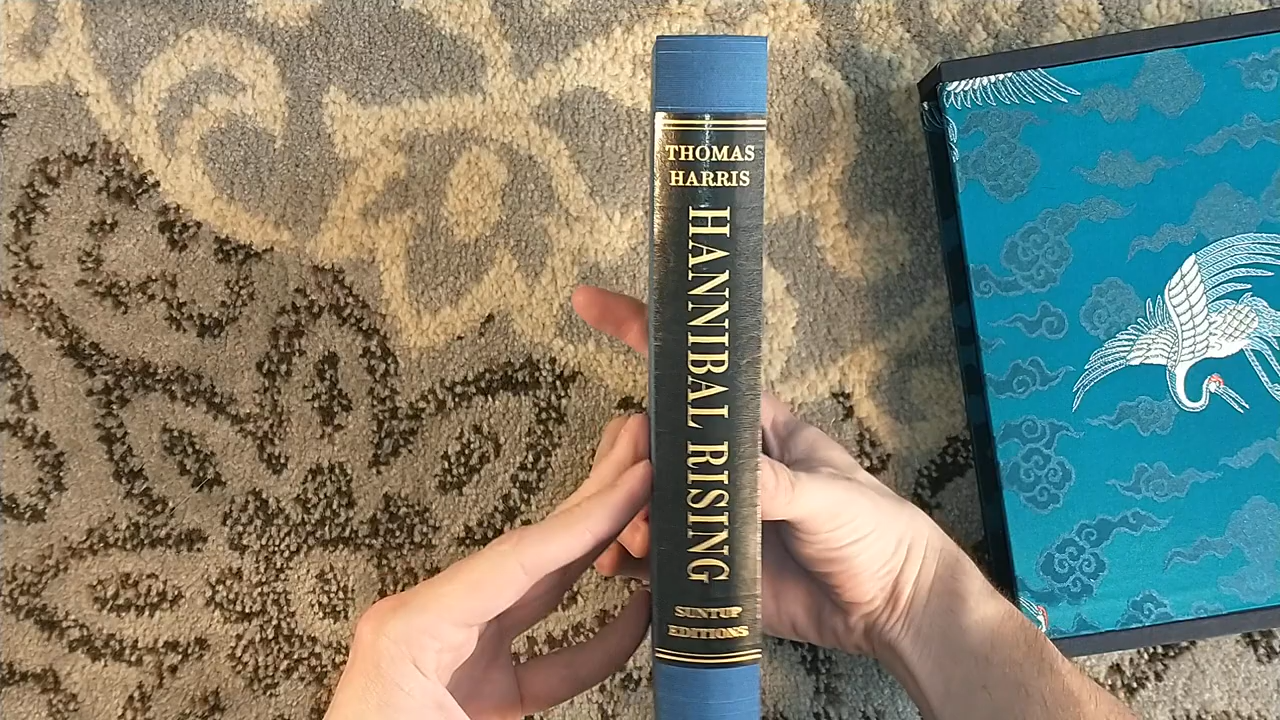 THOMAS
HARRIS
HANNIBAL RISING
SUNTUP
EDITIONS